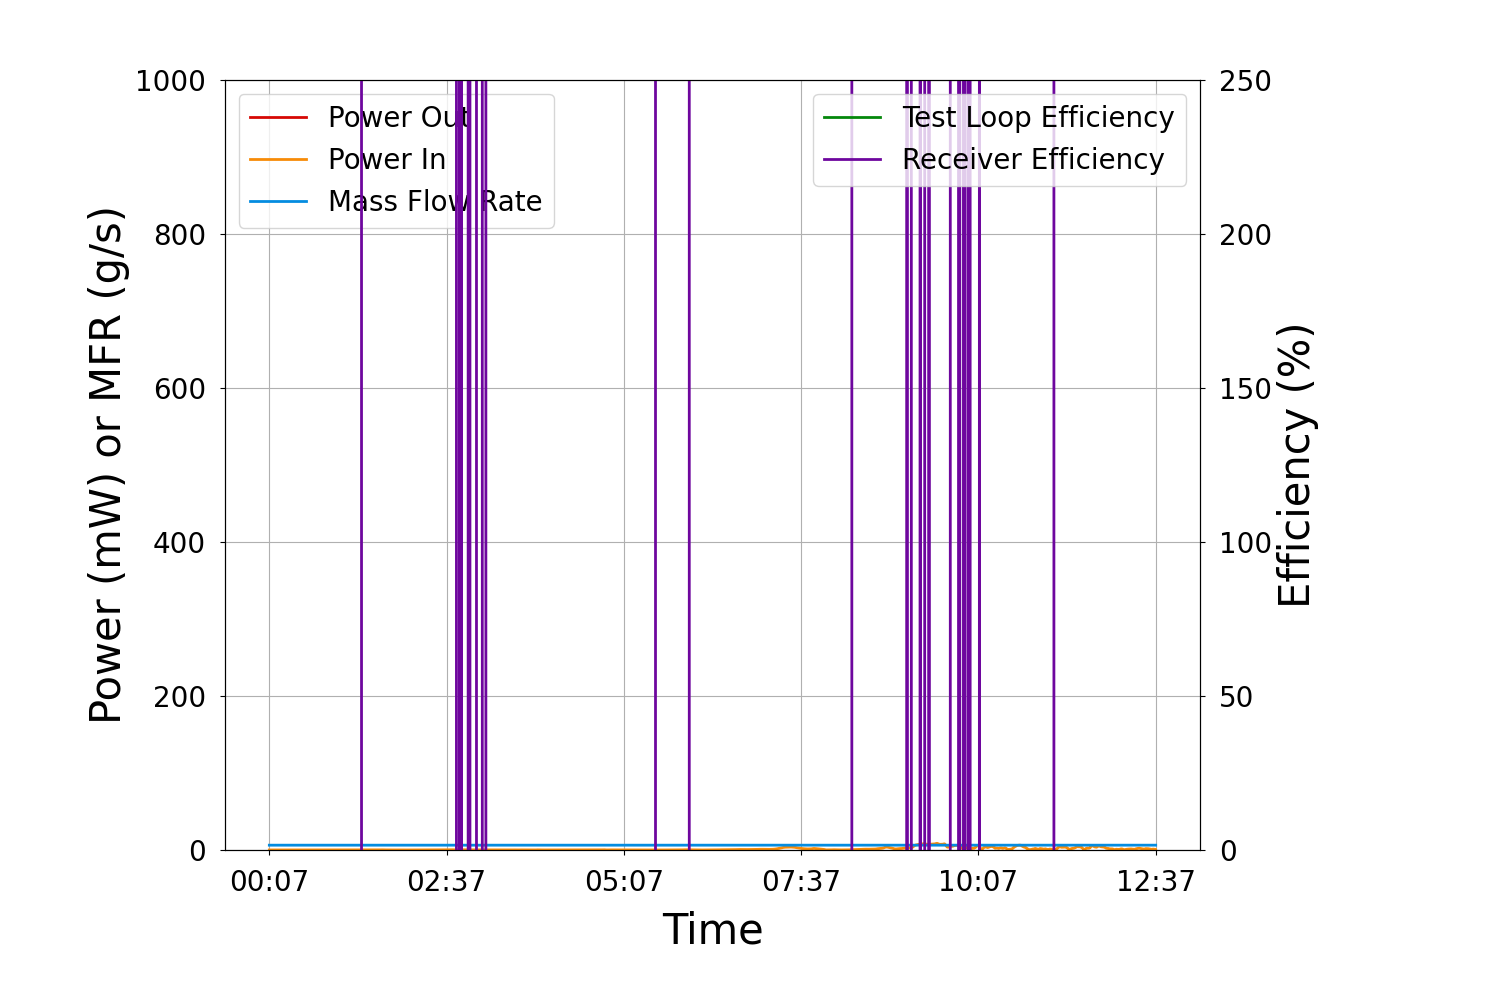 1000
800
600
400
200
0
Power (mW) or MFR (g/s)
Power Out
Power In
Mass Flow Rate
Test Loop Efficiency
Receiver Efficiency
250
200
150
100
50
0
Efficiency (%)
00:07 02:37 05:07 07:37 10:07 12:37
Time